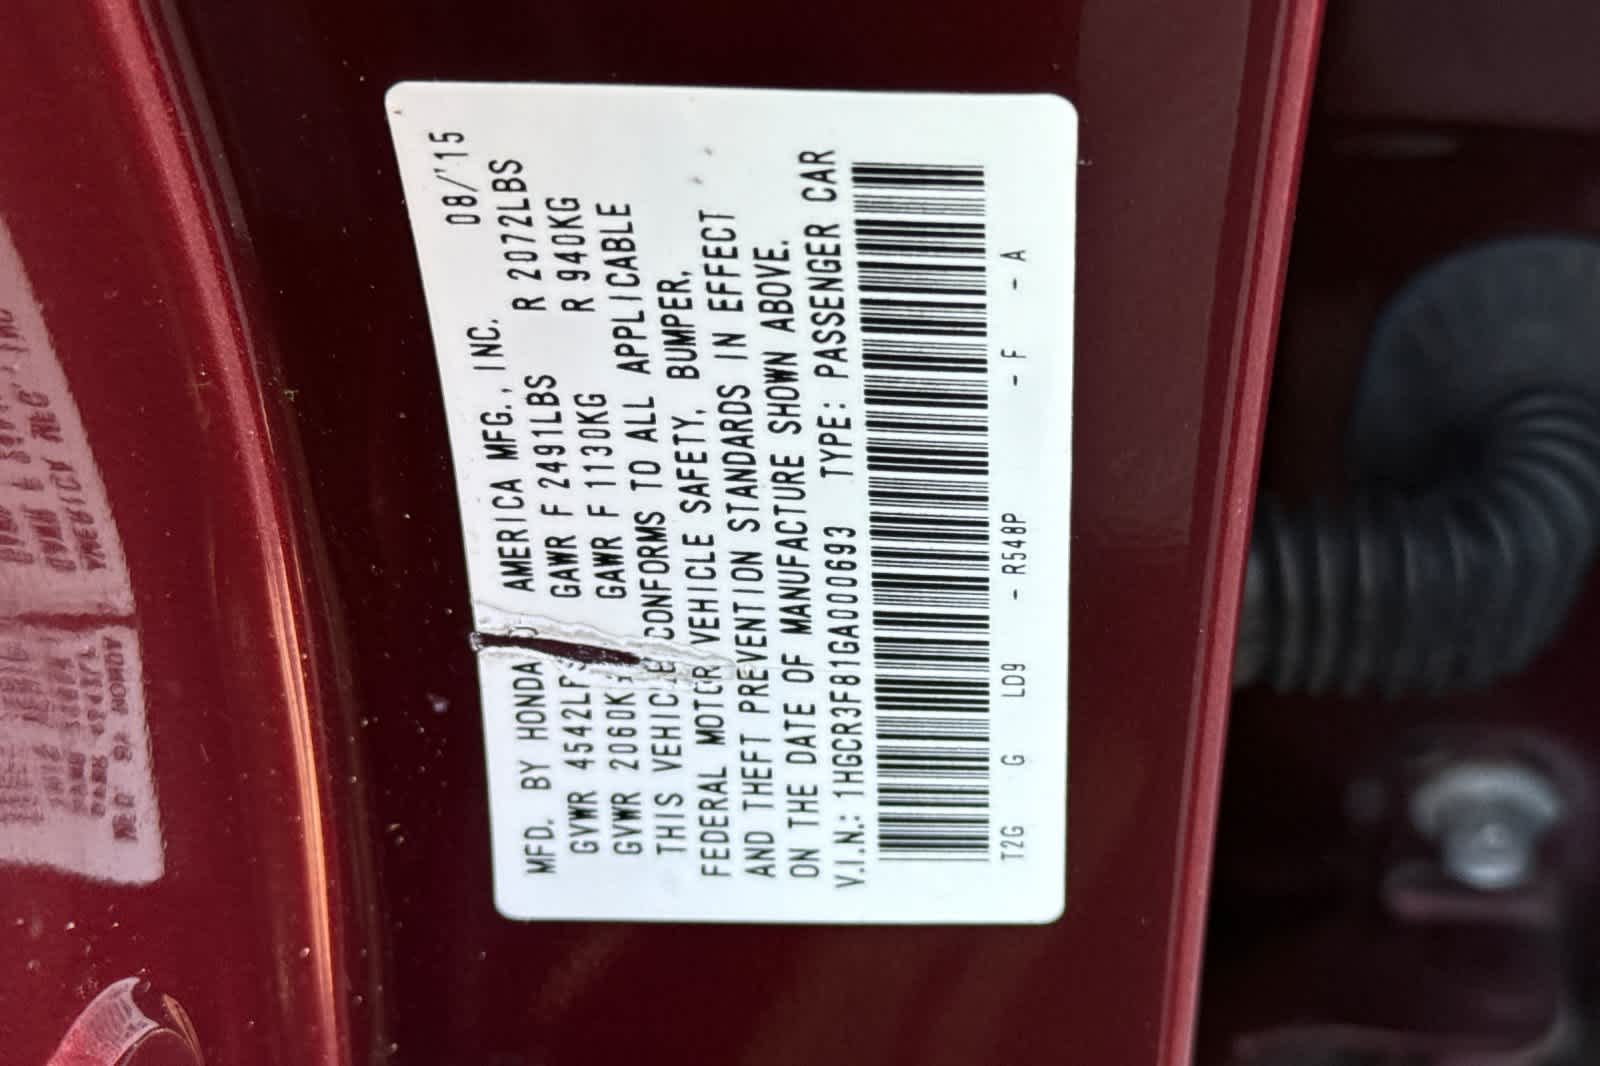 MFD. BY HONDA AMERICA MFG., INC. 08/'15
GVWR 4542LBS GAWR F 2491LBS R 2072LBS
GVWR 2060K GAWR F 1130KG R 940KG
THIS VEHICLE CONFORMS TO ALL APPLICABLE
FEDERAL MOTOR VEHICLE SAFETY, BUMPER,
AND THEFT PREVENTION STANDARDS IN EFFECT
ON THE DATE OF MANUFACTURE SHOWN ABOVE.
V.I.N.: 1HGCR3F81GA000693 TYPE: PASSENGER CAR
T2G G LD9 - R548P - F - A